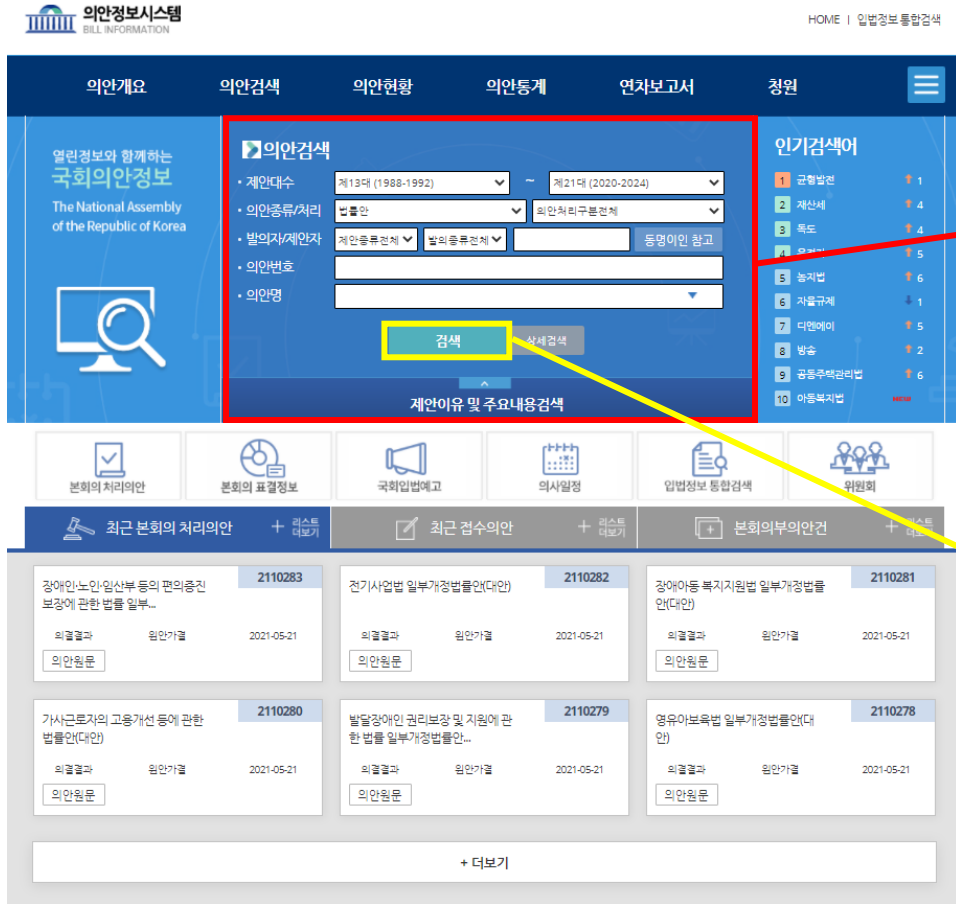 의안정보시스템
BILL INFORMATION
HOME | 입법정보 통합검색
의안개요 의안검색 의안현황 의안통계 연차보고서 청원
열린정보와 함께하는
국회의안정보
The National Assembly
of the Republic of Korea
의안검색
· 제안대수 제13대 (1988-1992) ~ 제21대 (2020-2024)
· 의안종류/처리 법률안 의안처리구분전체
· 발의자/제안자 제안종류전체 발의종류전체 동명이인 참고
· 의안번호
· 의안명
검색 상세검색
제안이유 및 주요내용검색
인기검색어
1 균형발전 1
2 재산세 4
3 독도 4
4 5
5 농지법 6
6 자율규제 1
7 디엔에이 5
8 방송 2
9 공동주택관리법 6
10 아동복지법 NEW
본회의 처리의안 본회의 표결정보 국회입법예고 의사일정 입법정보 통합검색 위원회
최근 본회의 처리의안 + 리스트 더보기
최근 접수의안 + 리스트 더보기
본회의부의안건 + 리스트 더보기
장애인·노인·임산부 등의 편의증진
보장에 관한 법률 일부...
2110283
의결결과 원안가결 2021-05-21
의안원문
전기사업법 일부개정법률안(대안)
2110282
의결결과 원안가결 2021-05-21
의안원문
장애아동 복지지원법 일부개정법률
안(대안)
2110281
의결결과 원안가결 2021-05-21
의안원문
가사근로자의 고용개선 등에 관한
법률안(대안)
2110280
의결결과 원안가결 2021-05-21
의안원문
발달장애인 권리보장 및 지원에 관
한 법률 일부개정법률안...
2110279
의결결과 원안가결 2021-05-21
의안원문
영유아보육법 일부개정법률안(대
안)
2110278
의결결과 원안가결 2021-05-21
의안원문
+ 더보기